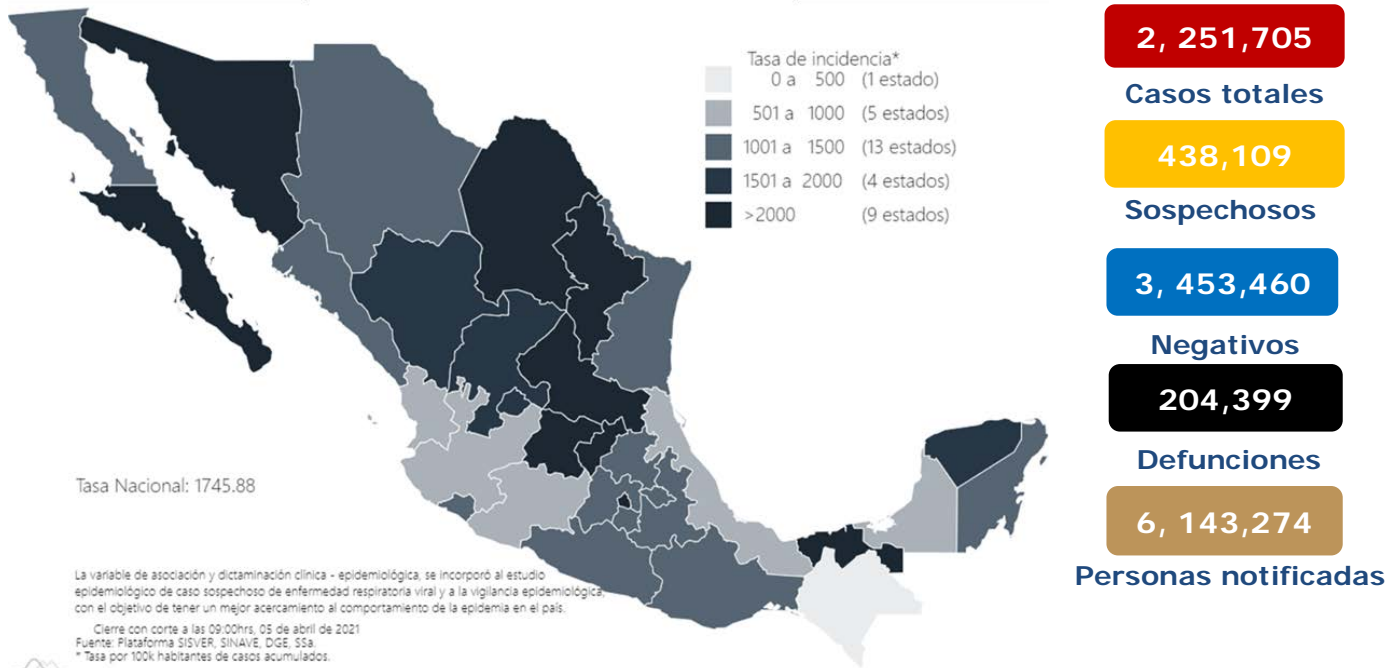 Tasa de incidencia*
0 a 500 (1 estado)
501 a 1000 (5 estados)
1001 a 1500 (13 estados)
1501 a 2000 (4 estados)
>2000 (9 estados)
Tasa Nacional: 1745.88
La variable de asociación y dictaminación clínica - epidemiológica, se incorporó al estudio
epidemiológico de caso sospechoso de enfermedad respiratoria viral y a la vigilancia epidemiológica,
con el objetivo de tener un mejor acercamiento al comportamiento de la epidemia en el país.
Cierre con corte a las 09:00hrs, 05 de abril de 2021
Fuente: Plataforma SISVER, SINAVE, DGE, SSa.
* Tasa por 100k habitantes de casos acumulados.
2, 251,705
Casos totales
438,109
Sospechosos
3, 453,460
Negativos
204,399
Defunciones
6, 143,274
Personas notificadas